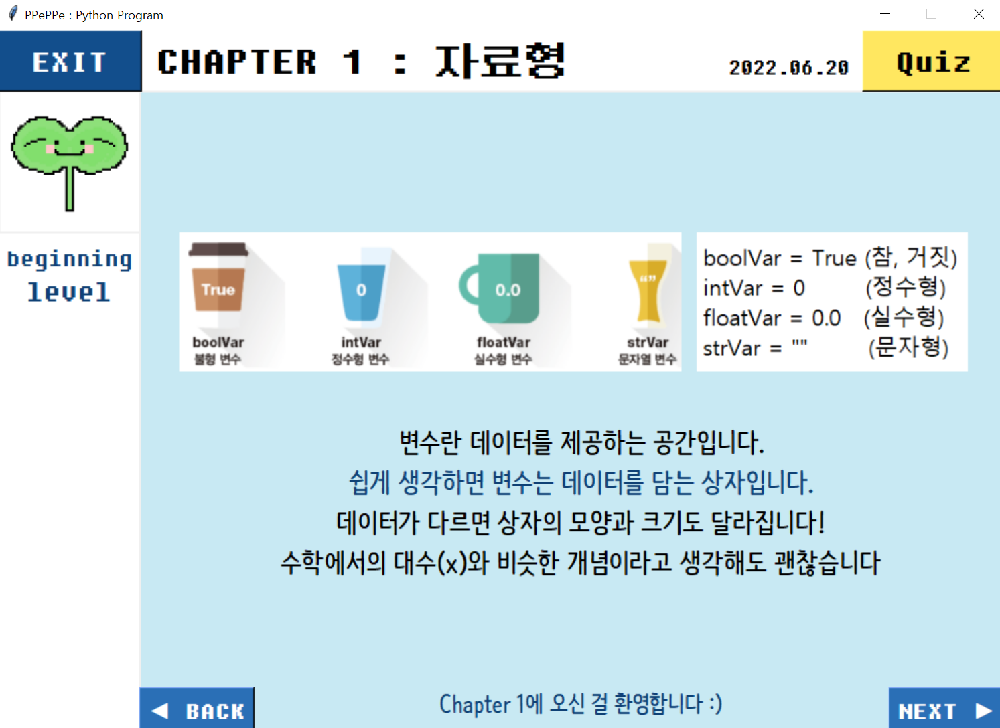 PPePPe : Python Program
EXIT
CHAPTER 1 : 자료형
2022.06.20
Quiz
beginning
level
True
0
0.0
“”
boolVar
불형 변수
intVar
정수형 변수
floatVar
실수형 변수
strVar
문자열 변수
boolVar = True (참, 거짓)
intVar = 0 (정수형)
floatVar = 0.0 (실수형)
strVar = "" (문자형)
변수란 데이터를 제공하는 공간입니다.
쉽게 생각하면 변수는 데이터를 담는 상자입니다.
데이터가 다르면 상자의 모양과 크기도 달라집니다!
수학에서의 대수(x)와 비슷한 개념이라고 생각해도 괜찮습니다
◀ BACK
Chapter 1에 오신 걸 환영합니다 :)
NEXT ▶